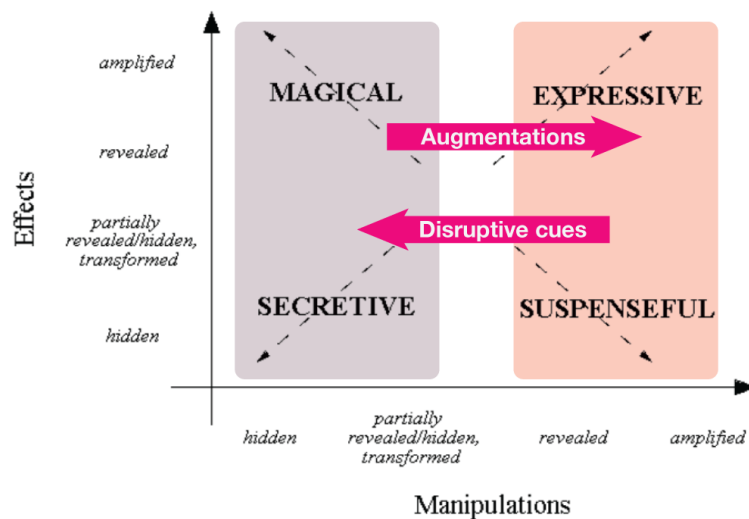 amplified
MAGICAL
EXPRESSIVE
Augmentations
revealed
Effects
partially
revealed/hidden,
transformed
Disruptive cues
SECRETIVE
SUSPENSEFUL
hidden
hidden
partially
revealed/hidden,
transformed
revealed
amplified
Manipulations